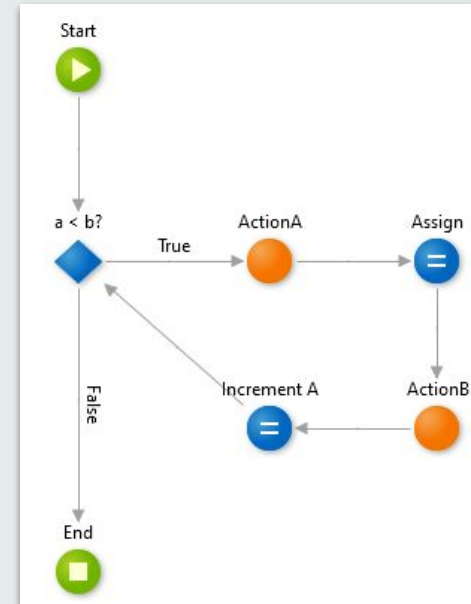 Start
a < b?
True
ActionA
Assign
False
Increment A
ActionB
End